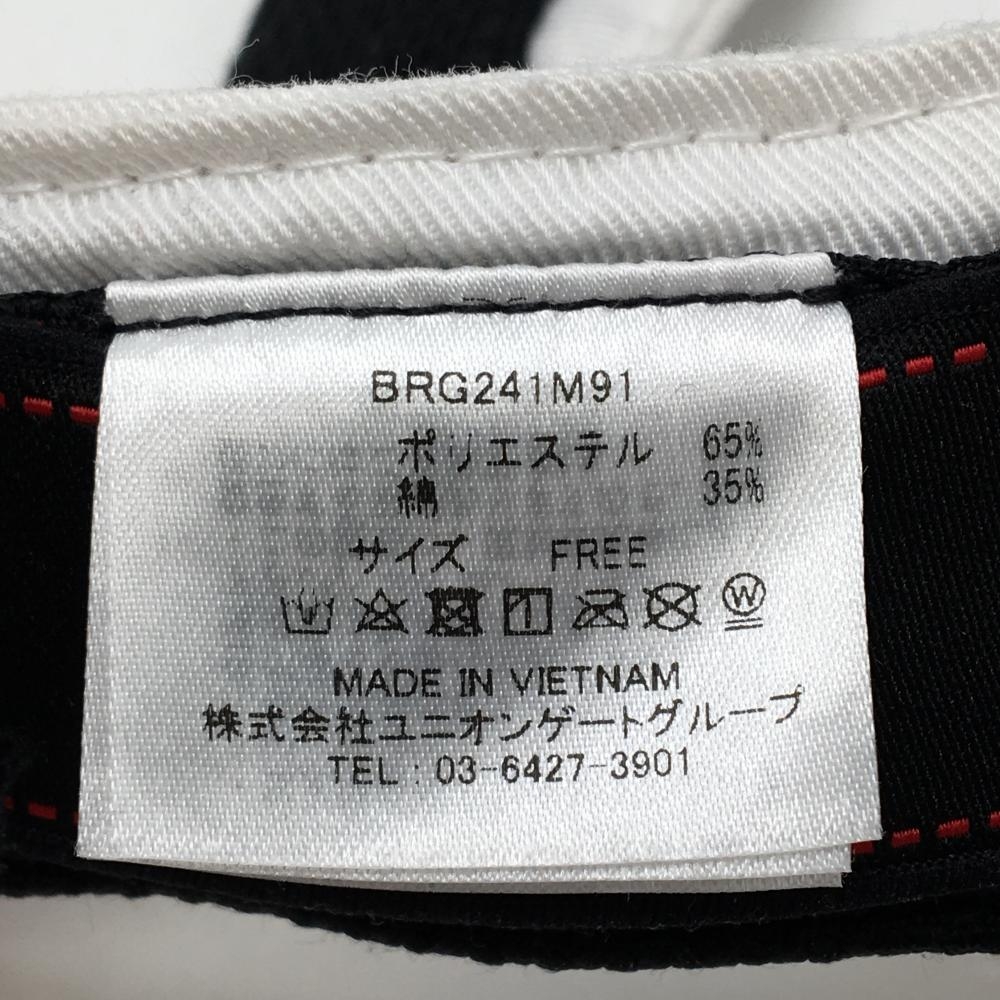 BRG241M91
ポリエステル 65%
綿 35%
サイズ FREE
W
MADE IN VIETNAM
株式会社ユニオンゲートグループ
TEL : 03-6427-3901